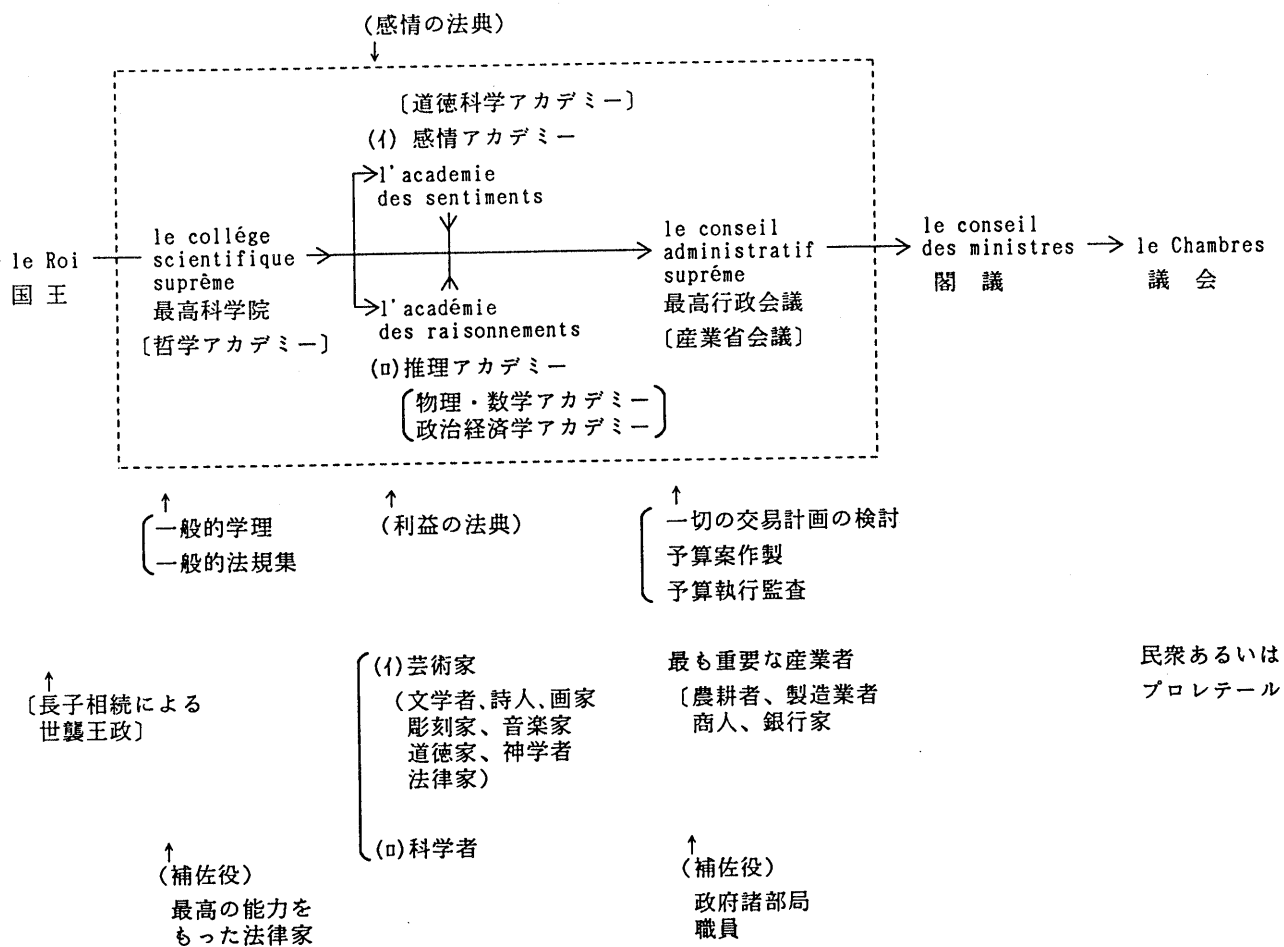 (感情の法典)
↓
〔道徳科学アカデミー〕
(イ) 感情アカデミー
l'academie
des sentiments
le Roi
国王
le collége
scientifique
suprême
最高科学院
〔哲学アカデミー〕
l'académie
des raisonnements
(ロ)推理アカデミー
物理・数学アカデミー
政治経済学アカデミー
le conseil
administratif
supréme
最高行政会議
〔産業省会議〕
le conseil
des ministres
閣議
le Chambres
議会
↑
一般的学理
一般的法規集
↑
(利益の法典)
↑
一切の交易計画の検討
予算案作製
予算執行監査
↑
〔長子相続による
世襲王政〕
(イ)芸術家
(文学者、詩人、画家
彫刻家、音楽家
道徳家、神学者
法律家)
(ロ)科学者
最も重要な産業者
〔農耕者、製造業者
商人、銀行家
民衆あるいは
プロレテール
↑
(補佐役)
最高の能力を
もった法律家
↑
(補佐役)
政府諸部局
職員